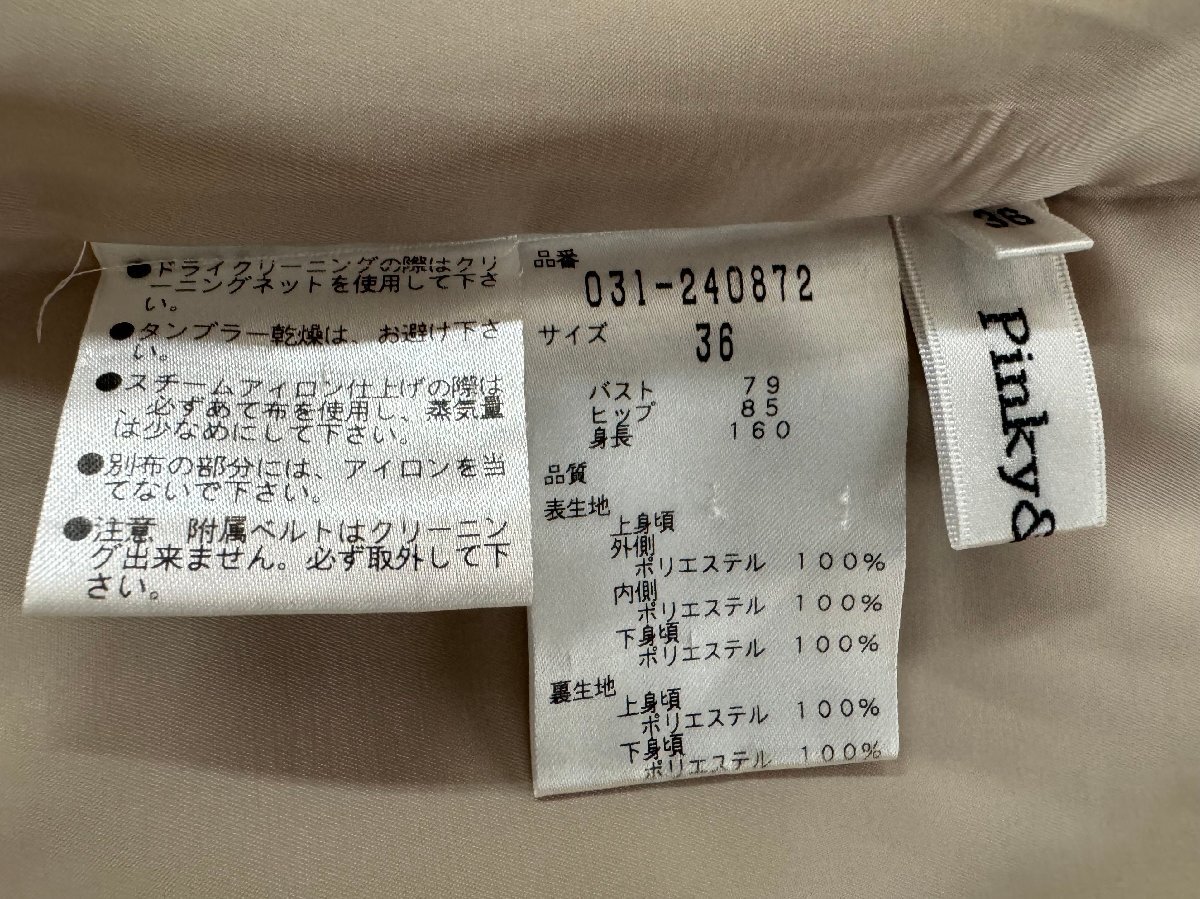 ●ドライクリーニングの際はクリ
ーニングネットを使用して下さ
い。
●タンブラー乾燥は、お避け下さ
い。
●スチームアイロン仕上げの際は
、必ずあて布を使用し、蒸気量
は少なめにして下さい。
●別布の部分には、アイロンを当
てないで下さい。
●注意 附属ベルトはクリーニン
グ出来ません。必ず取外して下
さい。
品番
031-240872
サイズ 36
バスト 79
ヒップ 85
身長 160
品質
表生地
上身頃
外側
ポリエステル 100%
内側
ポリエステル 100%
下身頃
ポリエステル 100%
裏生地
上身頃
ポリエステル 100%
下身頃
ポリエステル 100%
Pinky&